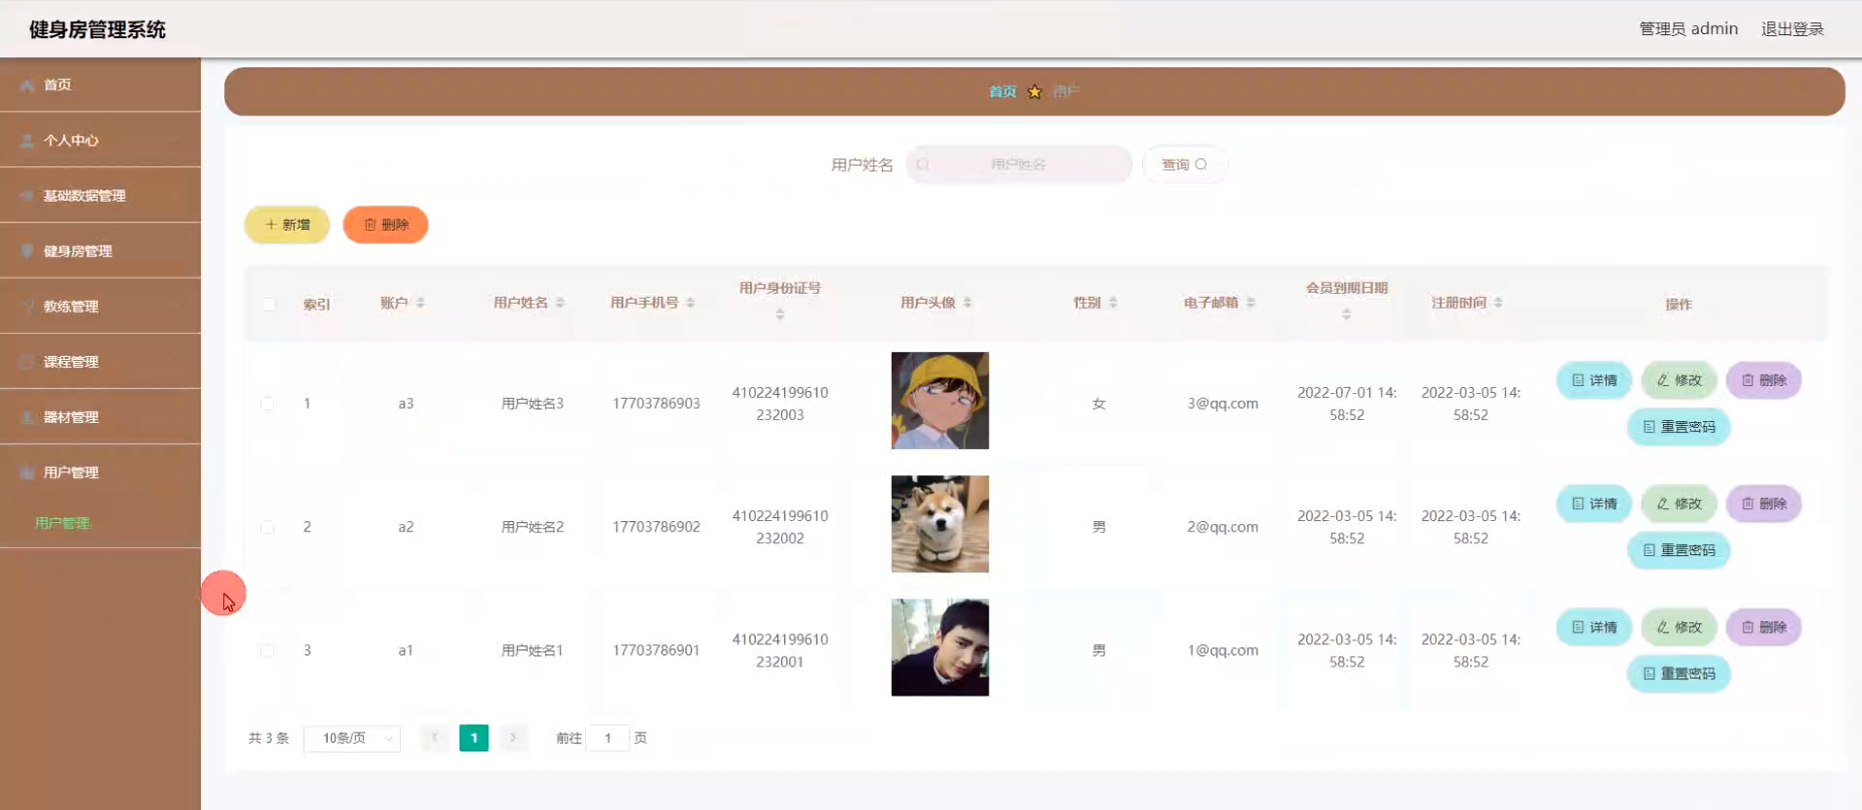 健身房管理系统
管理员 admin 退出登录
首页
个人中心
基础数据管理
健身房管理
教练管理
课程管理
器材管理
用户管理
用户管理
首页 用户
用户姓名 用户姓名 查询
新增 删除
索引 账户 用户姓名 用户手机号 用户身份证号 用户头像 性别 电子邮箱 会员到期日期 注册时间 操作
1 a3 用户姓名3 17703786903 410224199610 女 3@qq.com 2022-07-01 14: 2022-03-05 14: 详情 修改 删除
232003 58:52 58:52 重置密码
2 a2 用户姓名2 17703786902 410224199610 男 2@qq.com 2022-03-05 14: 2022-03-05 14: 详情 修改 删除
232002 58:52 58:52 重置密码
3 a1 用户姓名1 17703786901 410224199610 男 1@qq.com 2022-03-05 14: 2022-03-05 14: 详情 修改 删除
232001 58:52 58:52 重置密码
共 3 条 10条/页 1 前往 1 页